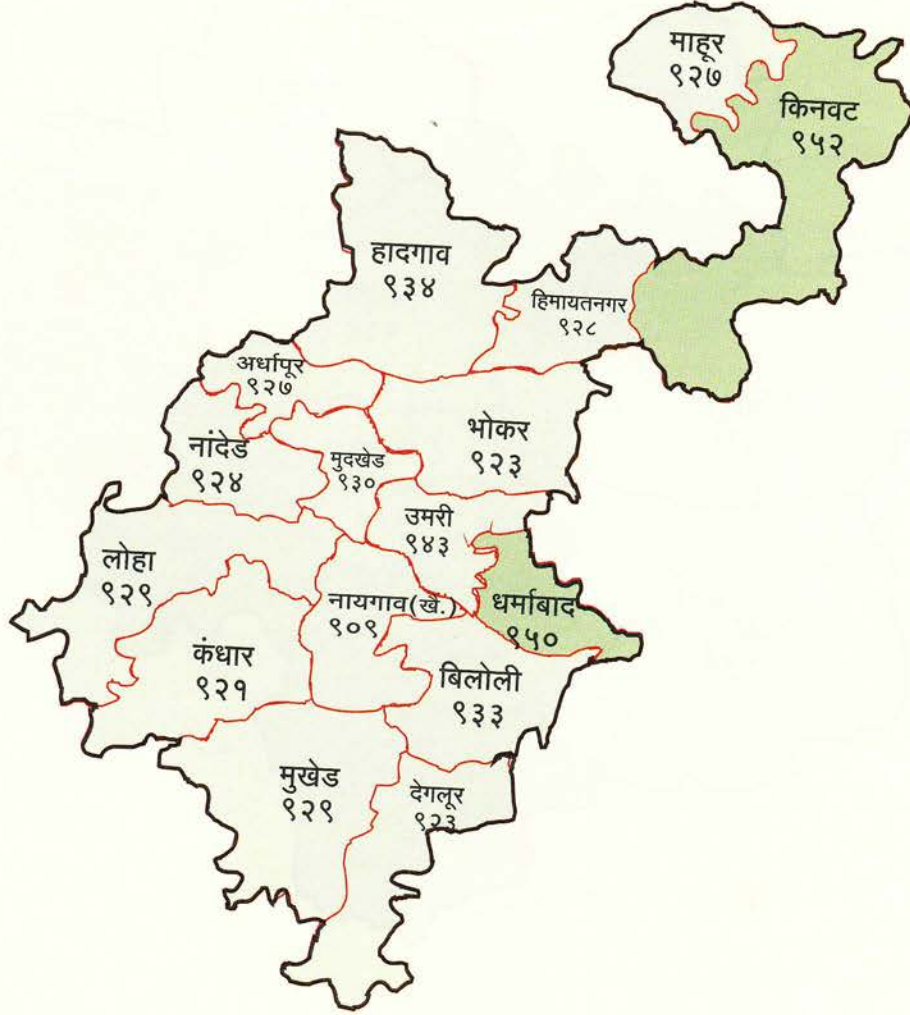 माहूर
९२७
किनवट
९५२
हादगाव
९३४
हिमायतनगर
९२८
अर्धापूर
९२७
भोकर
९२३
नांदेड
९२४
मुदखेड
९३०
उमरी
९४३
लोहा
९२९
नायगाव(खै.)
९०९
धर्माबाद
९५०
कंधार
९२१
बिलोली
९३३
मुखेड
९२९
देगलूर
९२३